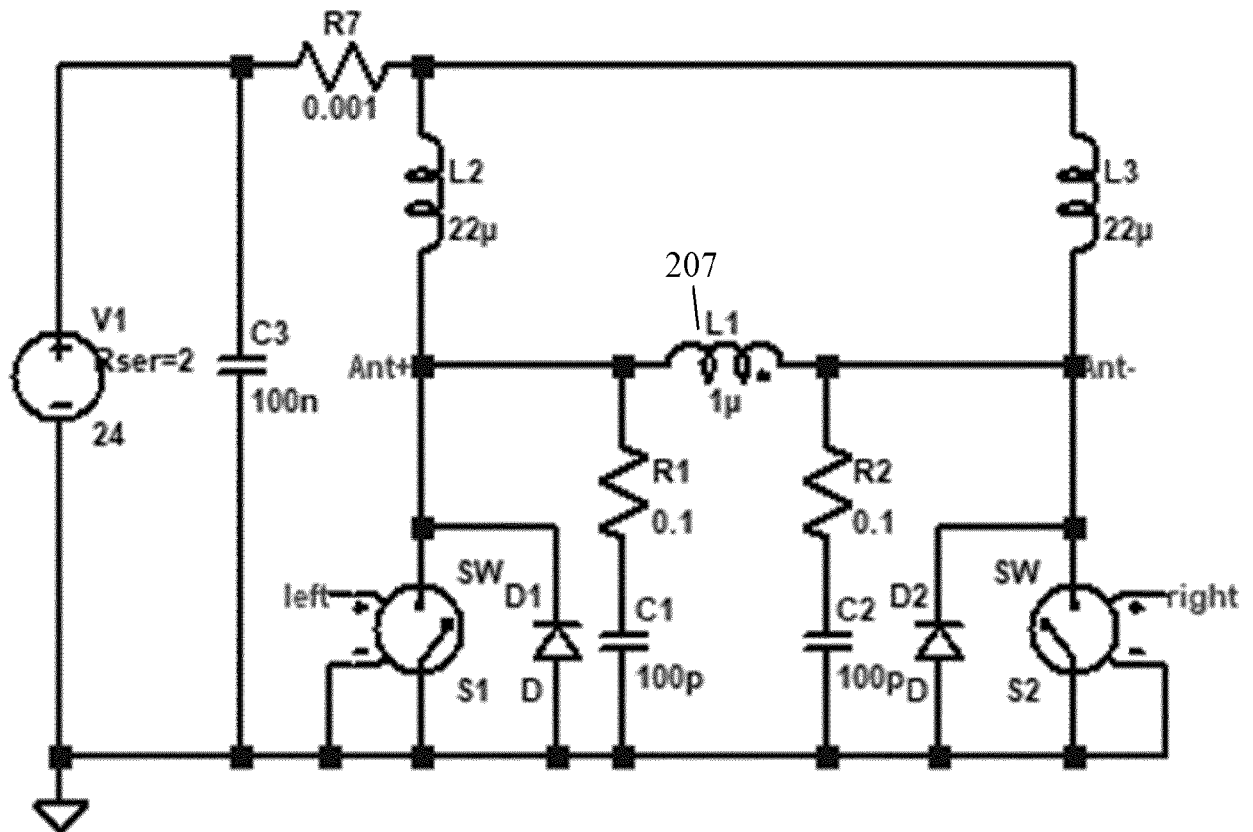 R7
0.001
L2
22µ
L3
22µ
207
L1
1µ
V1
Rser=2
24
C3
100n
Ant+
Ant-
R1
0.1
R2
0.1
left
SW
S1
D1
D
C1
100p
C2
100p
D2
D
SW
S2
right